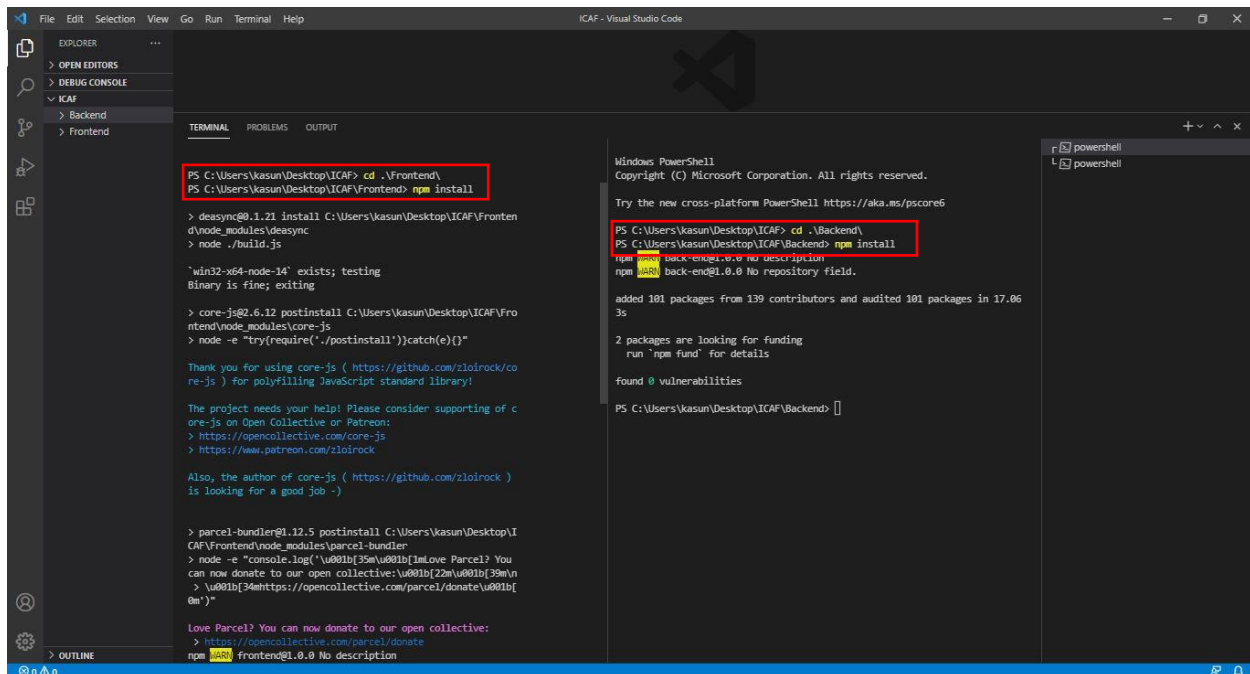 File Edit Selection View Go Run Terminal Help
ICAF - Visual Studio Code
EXPLORER
> OPEN EDITORS
> DEBUG CONSOLE
ICAF
> Backend
> Frontend
> OUTLINE
TERMINAL PROBLEMS OUTPUT
PS C:\Users\kasun\Desktop\ICAF> cd .\Frontend\
PS C:\Users\kasun\Desktop\ICAF\Frontend> npm install
> deasync@0.1.21 install C:\Users\kasun\Desktop\ICAF\Fronten
d\node_modules\deasync
> node ./build.js
`win32-x64-node-14` exists; testing
Binary is fine; exiting
> core-js@2.6.12 postinstall C:\Users\kasun\Desktop\ICAF\Fro
ntend\node_modules\core-js
> node -e "try{require('./postinstall')}catch(e){}"
Thank you for using core-js ( https://github.com/zloirock/co
re-js ) for polyfilling JavaScript standard library!
The project needs your help! Please consider supporting of c
ore-js on Open Collective or Patreon:
> https://opencollective.com/core-js
> https://www.patreon.com/zloirock
Also, the author of core-js ( https://github.com/zloirock )
is looking for a good job -)
> parcel-bundler@1.12.5 postinstall C:\Users\kasun\Desktop\I
CAF\Frontend\node_modules\parcel-bundler
> node -e "console.log('\u001b[35m\u001b[1mLove Parcel? You
can now donate to our open collective:\u001b[22m\u001b[39m\n
> \u001b[34mhttps://opencollective.com/parcel/donate\u001b[
0m')"
Love Parcel? You can now donate to our open collective:
> https://opencollective.com/parcel/donate
npm WARN frontend@1.0.0 No description
Windows PowerShell
Copyright (C) Microsoft Corporation. All rights reserved.
Try the new cross-platform PowerShell https://aka.ms/pscore6
PS C:\Users\kasun\Desktop\ICAF> cd .\Backend\
PS C:\Users\kasun\Desktop\ICAF\Backend> npm install
npm WARN back-end@1.0.0 No description
npm WARN back-end@1.0.0 No repository field.
added 101 packages from 139 contributors and audited 101 packages in 17.06
3s
2 packages are looking for funding
run `npm fund` for details
found 0 vulnerabilities
PS C:\Users\kasun\Desktop\ICAF\Backend>
powershell
powershell
0 0